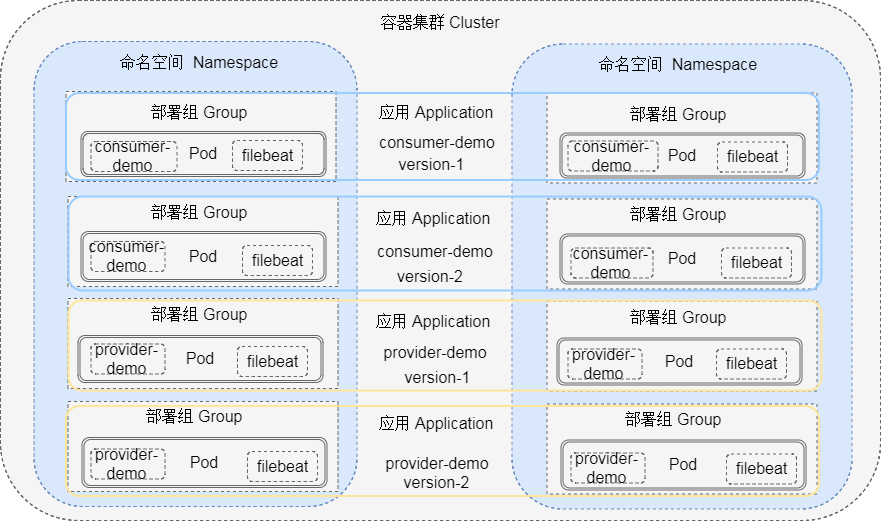 容器集群 Cluster
命名空间 Namespace
命名空间 Namespace
部署组 Group
应用 Application
部署组 Group
consumer-
demo
Pod
filebeat
consumer-demo
version-1
consumer-
demo
Pod
filebeat
部署组 Group
应用 Application
部署组 Group
consumer-
demo
Pod
filebeat
consumer-demo
version-2
consumer-
demo
Pod
filebeat
部署组 Group
应用 Application
部署组 Group
provider-
demo
Pod
filebeat
provider-demo
version-1
provider-
demo
Pod
filebeat
部署组 Group
应用 Application
部署组 Group
provider-
demo
Pod
filebeat
provider-demo
version-2
provider-
demo
Pod
filebeat